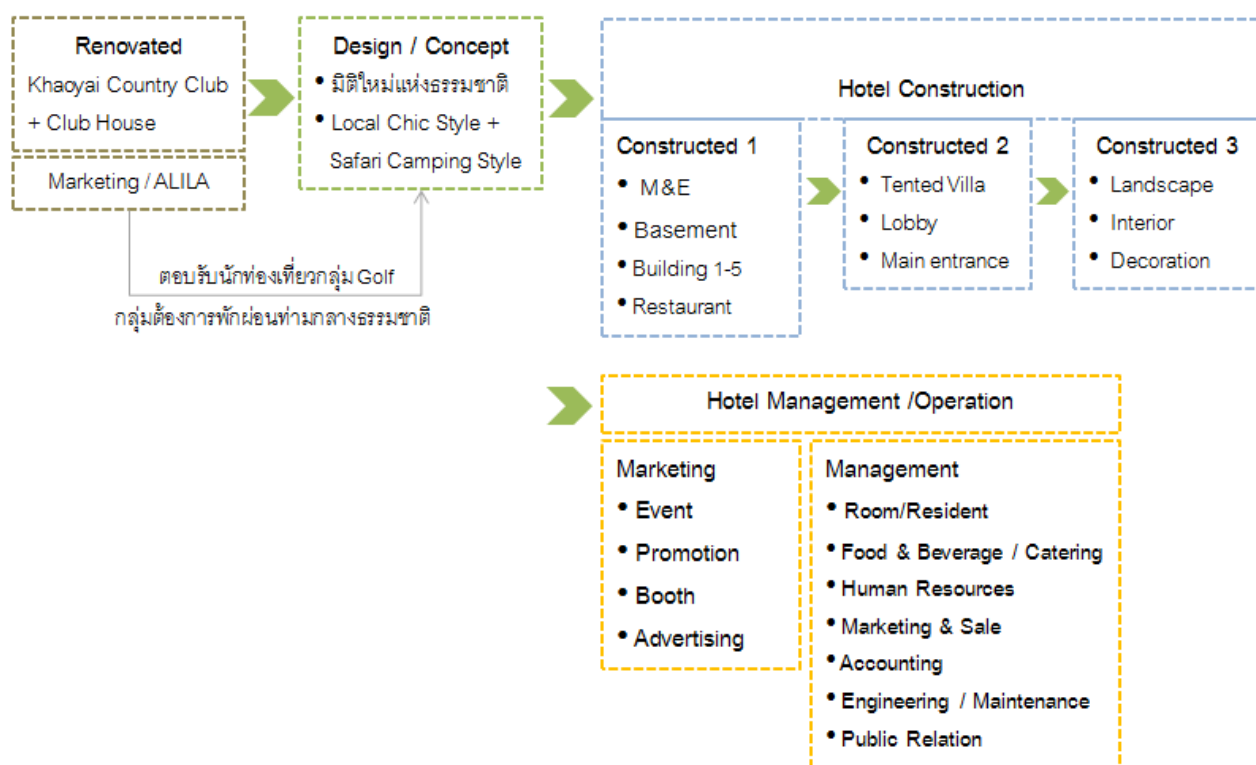 Renovated
Khaoyai Country Club
+ Club House
Marketing / ALILA
Design / Concept
• มิติใหม่แห่งธรรมชาติ
• Local Chic Style +
Safari Camping Style
ตอบรับนักท่องเที่ยวกลุ่ม Golf
กลุ่มต้องการพักผ่อนท่ามกลางธรรมชาติ
Hotel Construction
Constructed 1
• M&E
• Basement
• Building 1-5
• Restaurant
Constructed 2
• Tented Villa
• Lobby
• Main entrance
Constructed 3
• Landscape
• Interior
• Decoration
Hotel Management /Operation
Marketing
• Event
• Promotion
• Booth
• Advertising
Management
• Room/Resident
• Food & Beverage / Catering
• Human Resources
• Marketing & Sale
• Accounting
• Engineering / Maintenance
• Public Relation